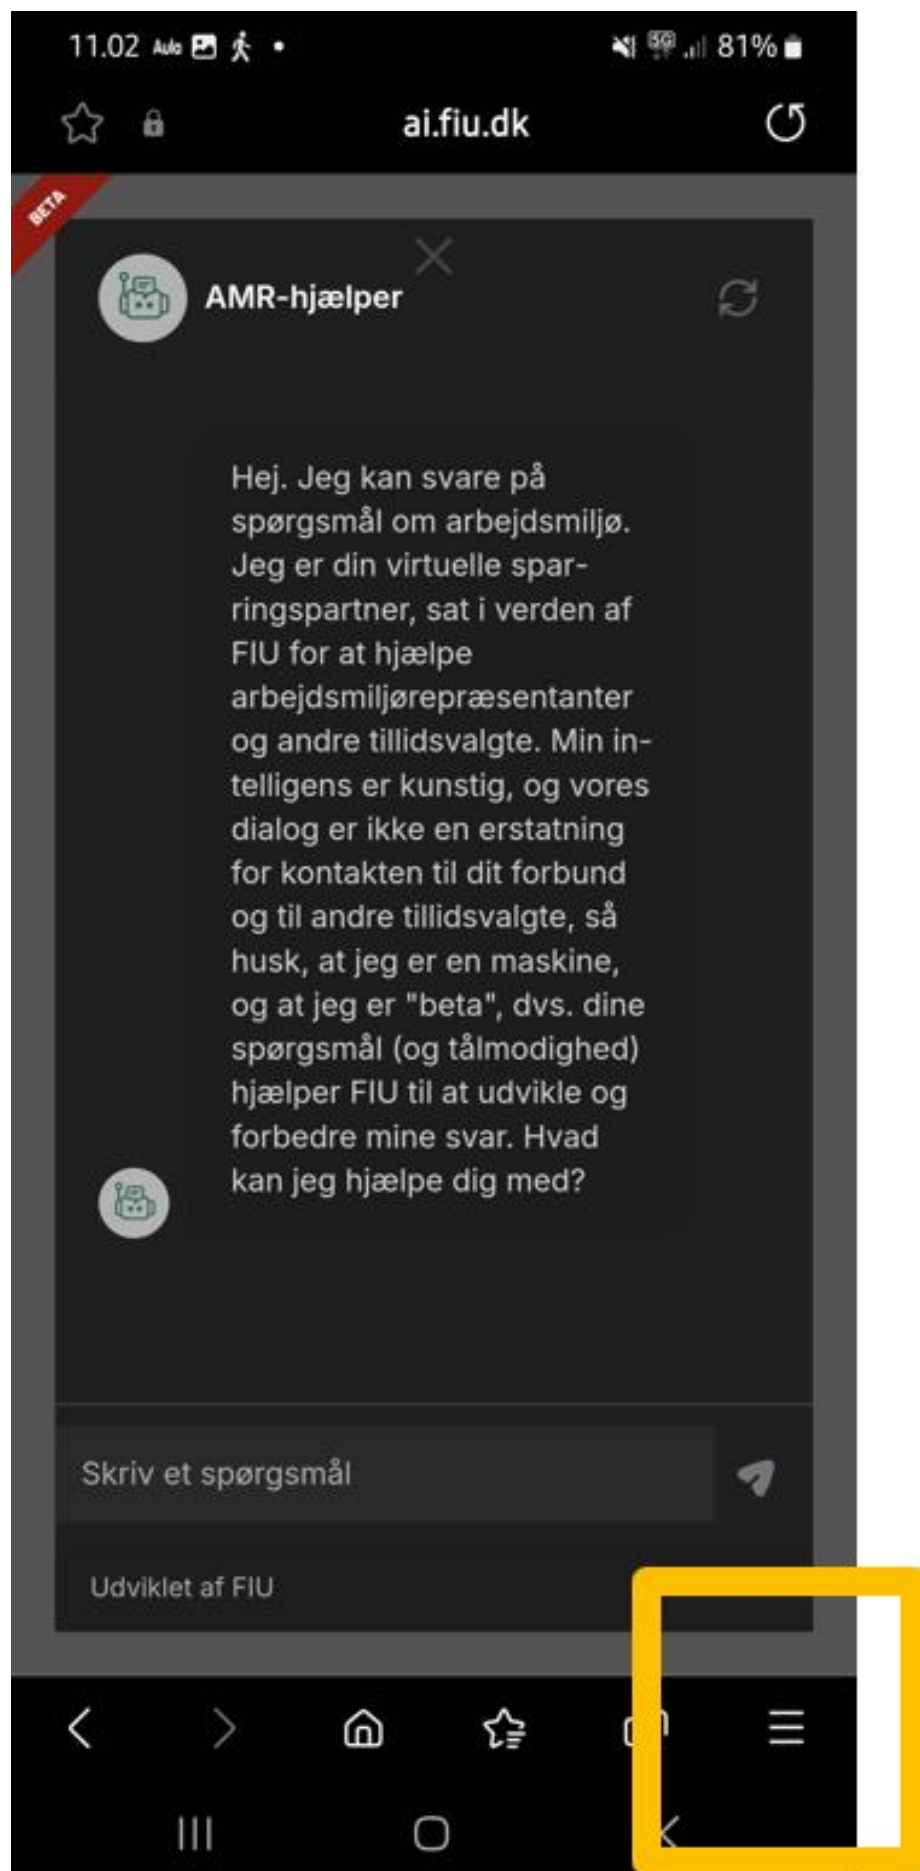 11.02 Aula 5G 81%
ai.fiu.dk
BETA
AMR-hjælper
Hej. Jeg kan svare på
spørgsmål om arbejdsmiljø.
Jeg er din virtuelle spar-
ringspartner, sat i verden af
FIU for at hjælpe
arbejdsmiljørepræsentanter
og andre tillidsvalgte. Min in-
telligens er kunstig, og vores
dialog er ikke en erstatning
for kontakten til dit forbund
og til andre tillidsvalgte, så
husk, at jeg er en maskine,
og at jeg er "beta", dvs. dine
spørgsmål (og tålmodighed)
hjælper FIU til at udvikle og
forbedre mine svar. Hvad
kan jeg hjælpe dig med?
Skriv et spørgsmål
Udviklet af FIU